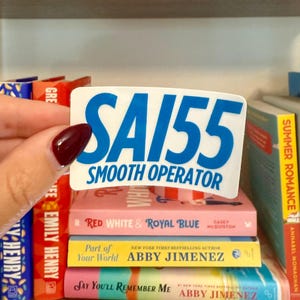 SAI55
SMOOTH OPERATOR
RED WHITE & ROYAL BLUE
CASEY McQUISTON
Part of Your World
NEW YORK TIMES BESTSELLING AUTHOR
ABBY JIMENEZ
SAY YOU'LL REMEMBER ME
ABBY JIMENEZ
EMILY HENRY
HENRY
SUMMER ROMANCE